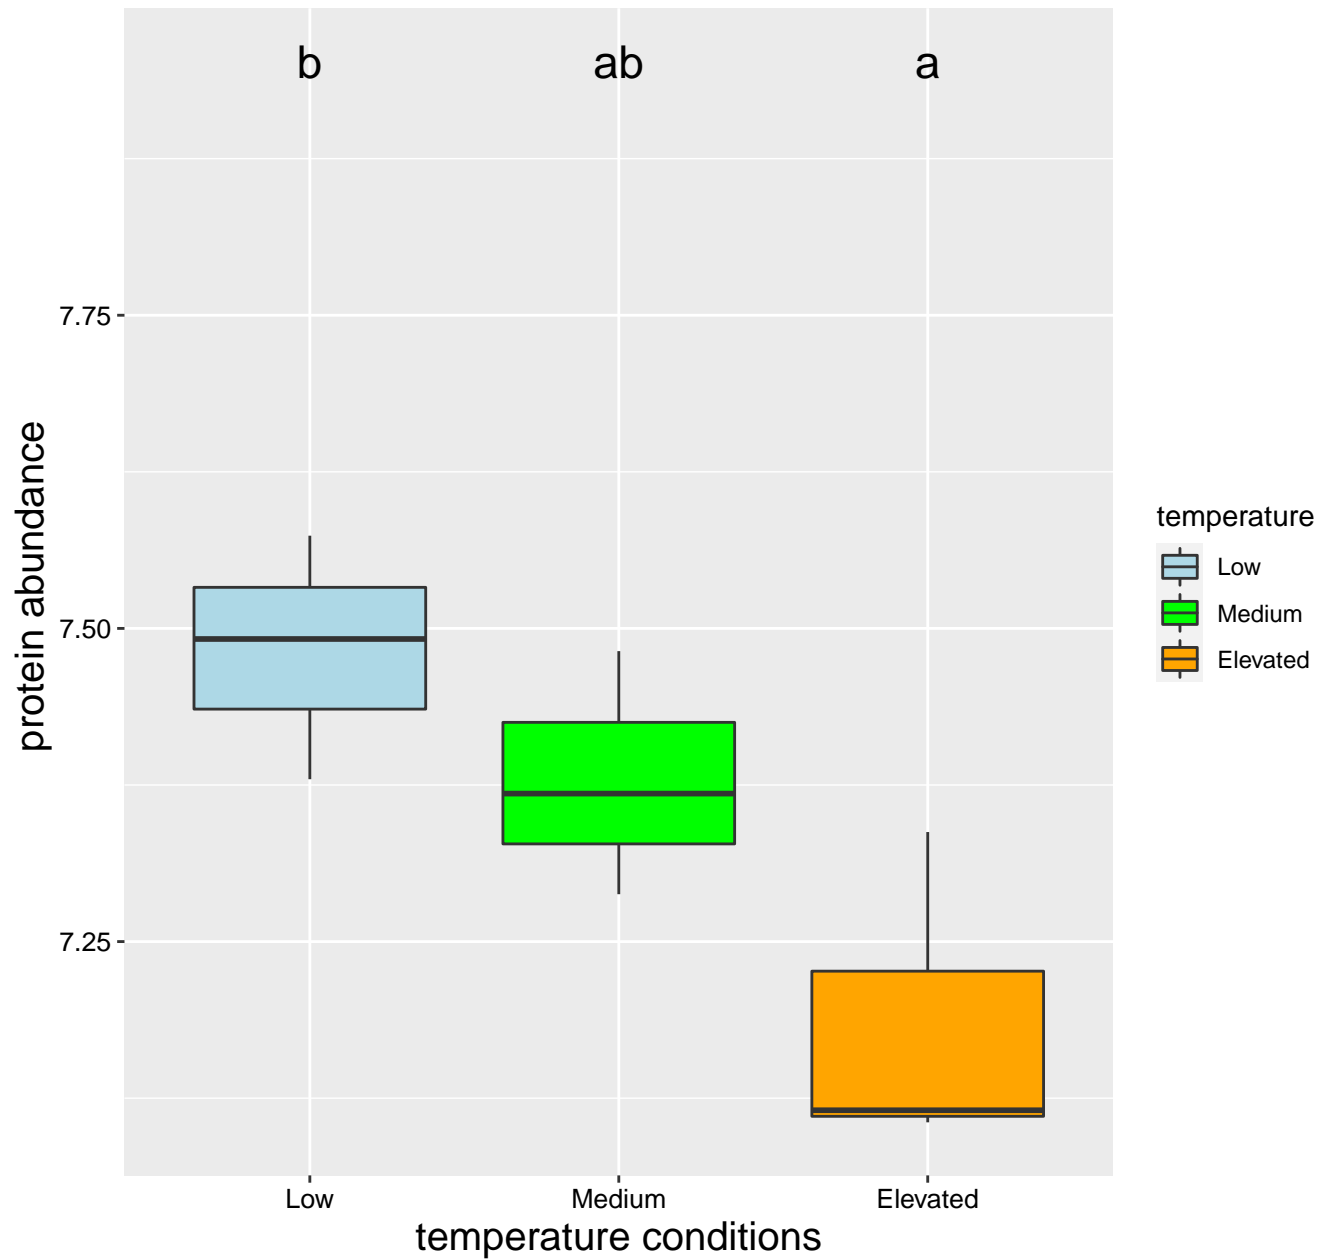 b ab a
7.75
7.50
7.25
protein abundance
Low Medium Elevated
temperature conditions
temperature
Low
Medium
Elevated